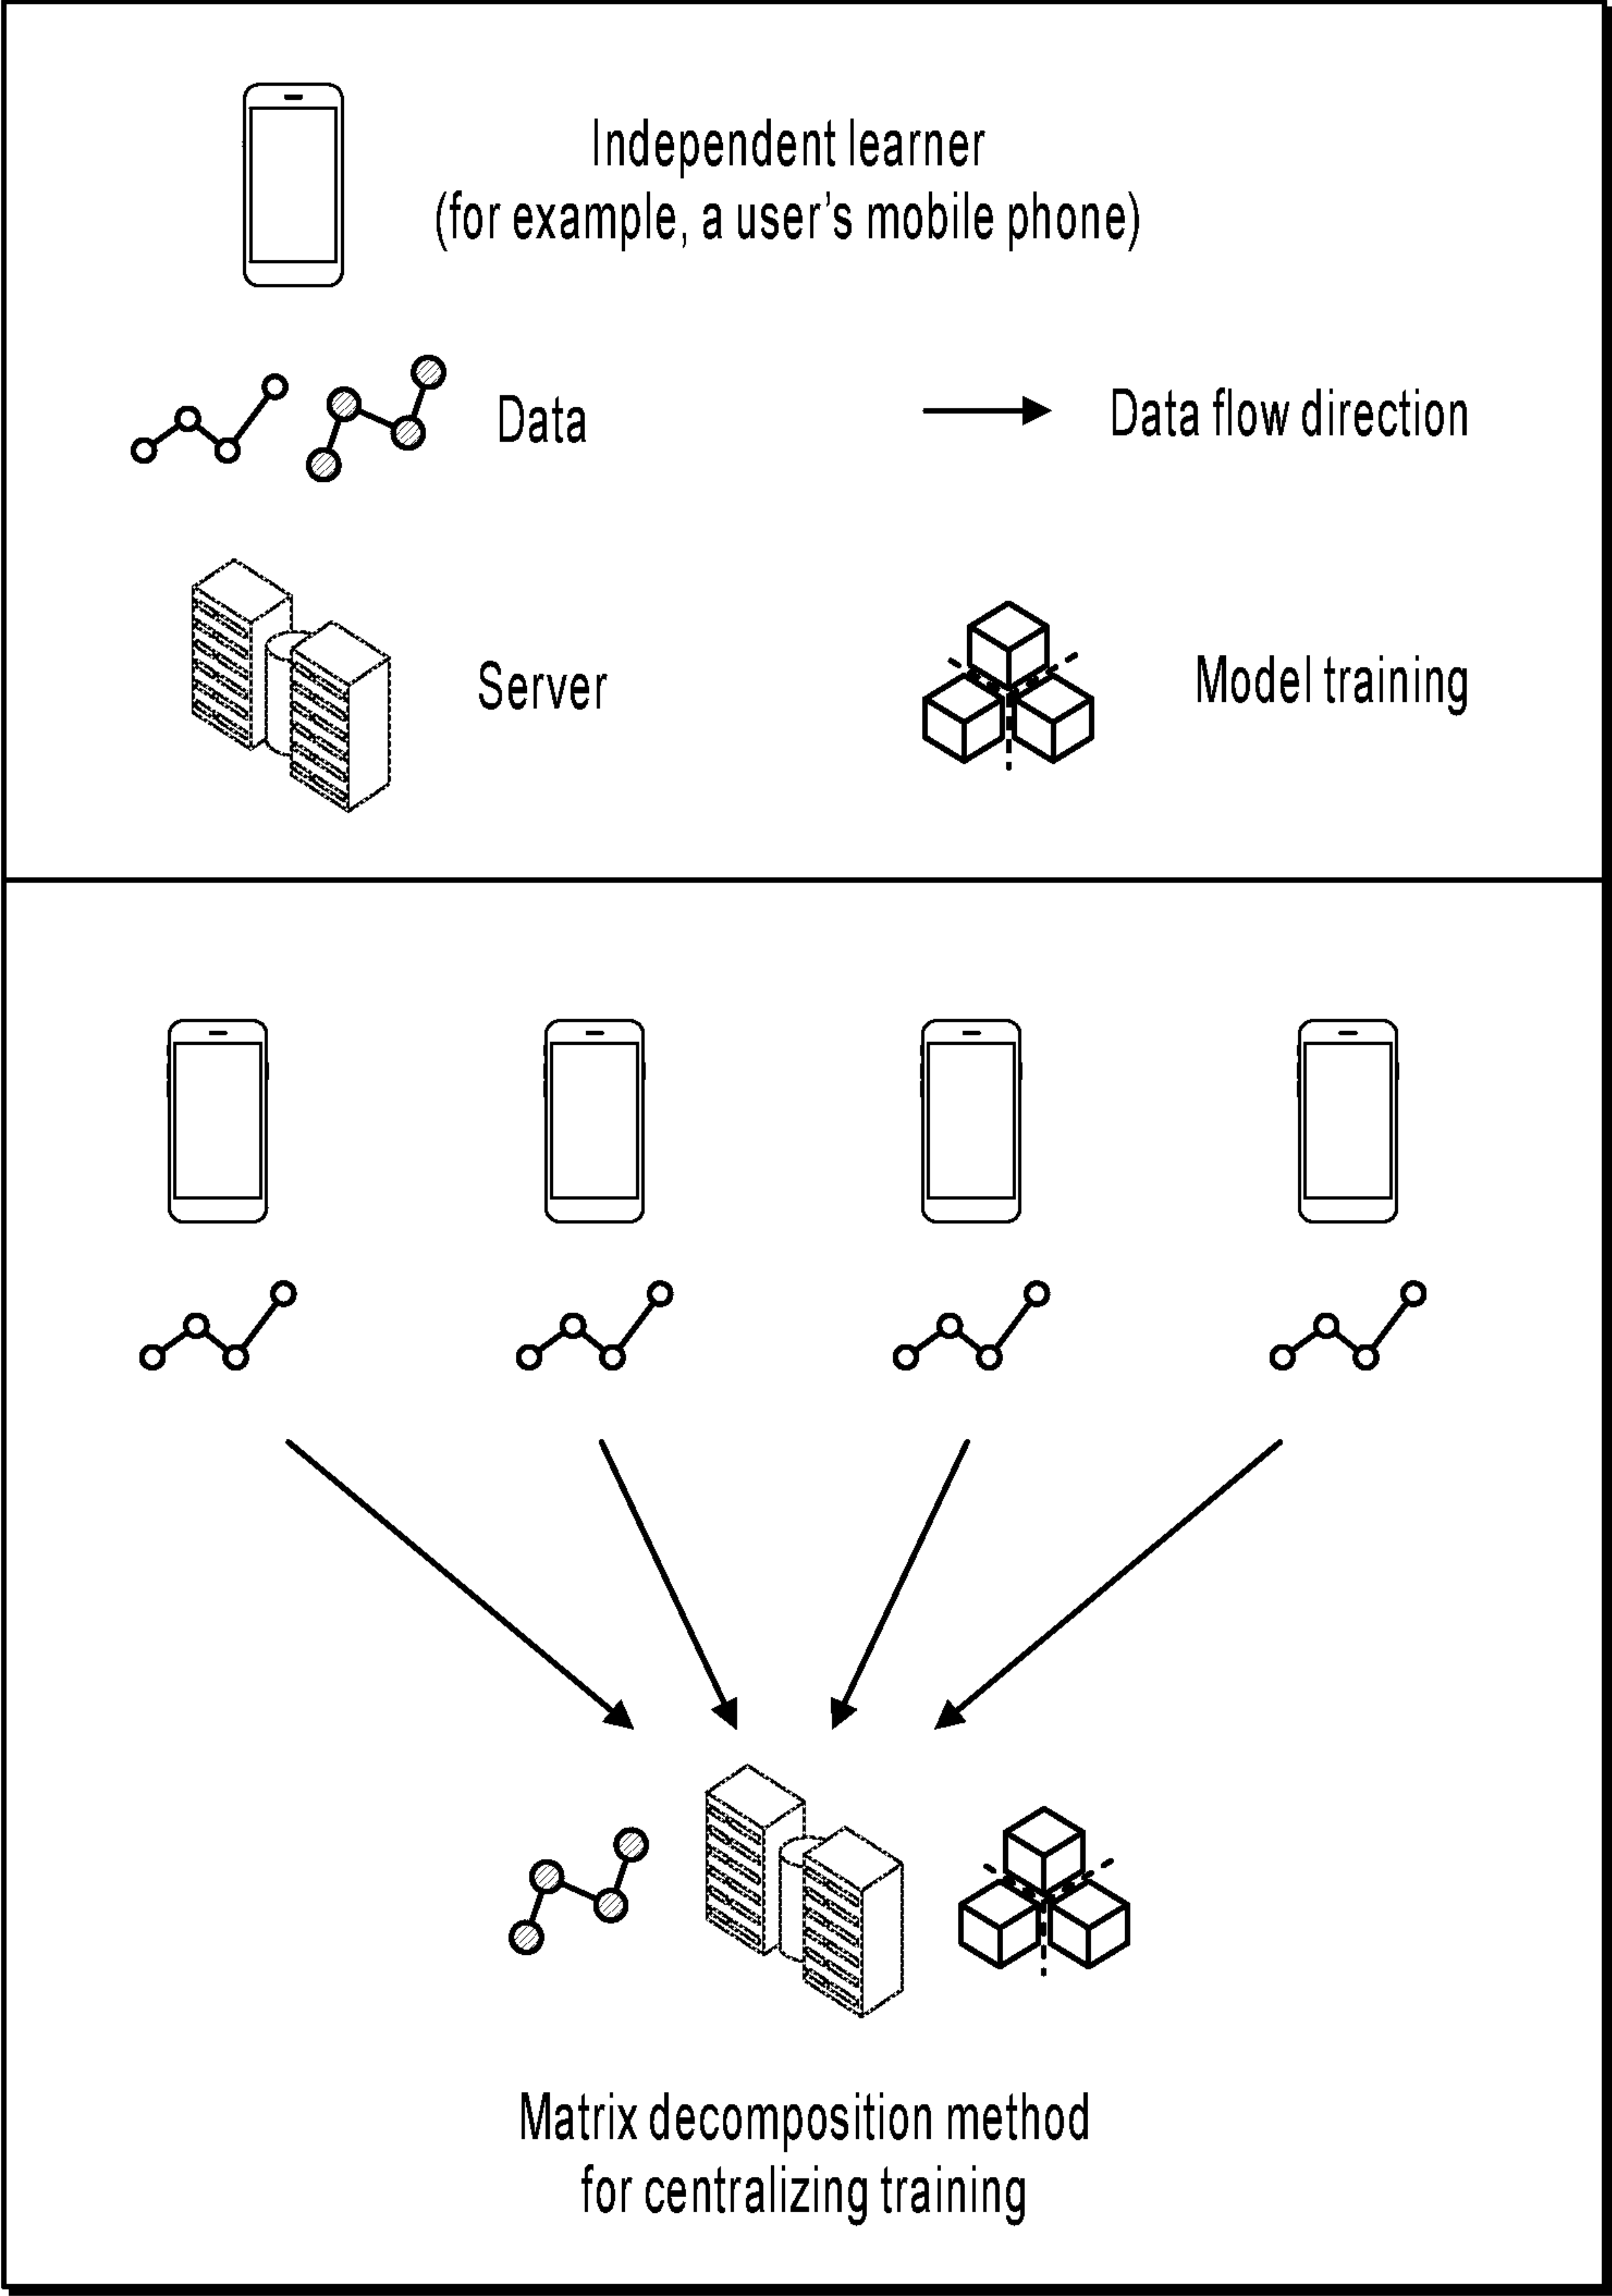 Independent learner
(for example, a user’s mobile phone)
Data
Data flow direction
Server
Model training
Matrix decomposition method
for centralizing training